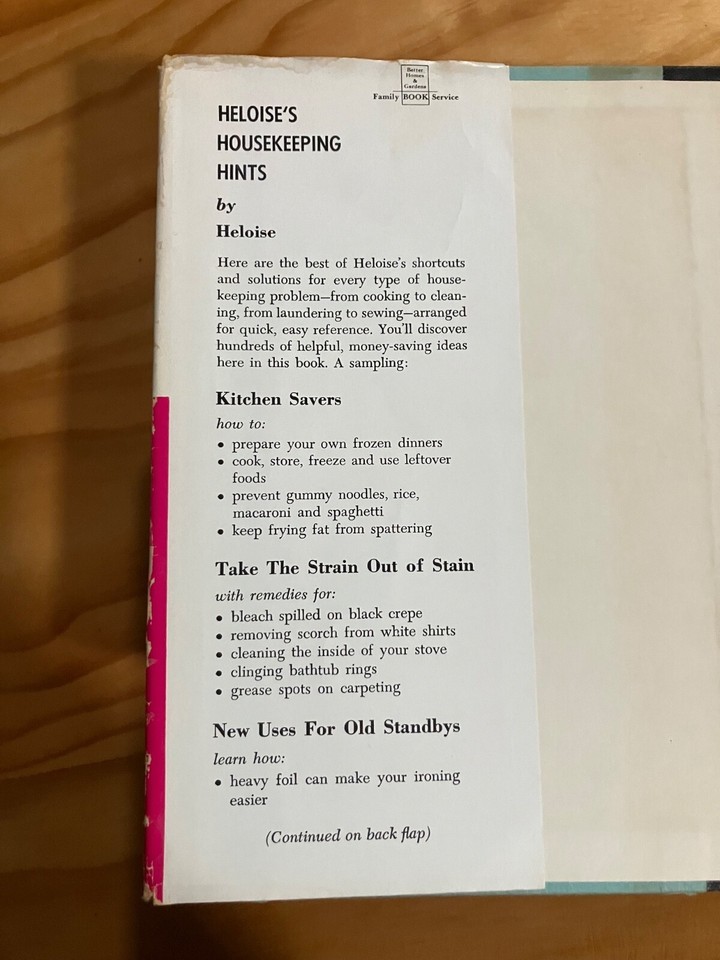 Better
Homes
&
Gardens
Family BOOK Service
HELOISE'S
HOUSEKEEPING
HINTS
by
Heloise
Here are the best of Heloise's shortcuts
and solutions for every type of house-
keeping problem—from cooking to clean-
ing, from laundering to sewing—arranged
for quick, easy reference. You'll discover
hundreds of helpful, money-saving ideas
here in this book. A sampling:
Kitchen Savers
how to:
• prepare your own frozen dinners
• cook, store, freeze and use leftover
foods
• prevent gummy noodles, rice,
macaroni and spaghetti
• keep frying fat from spattering
Take The Strain Out of Stain
with remedies for:
• bleach spilled on black crepe
• removing scorch from white shirts
• cleaning the inside of your stove
• clinging bathtub rings
• grease spots on carpeting
New Uses For Old Standbys
learn how:
• heavy foil can make your ironing
easier
(Continued on back flap)